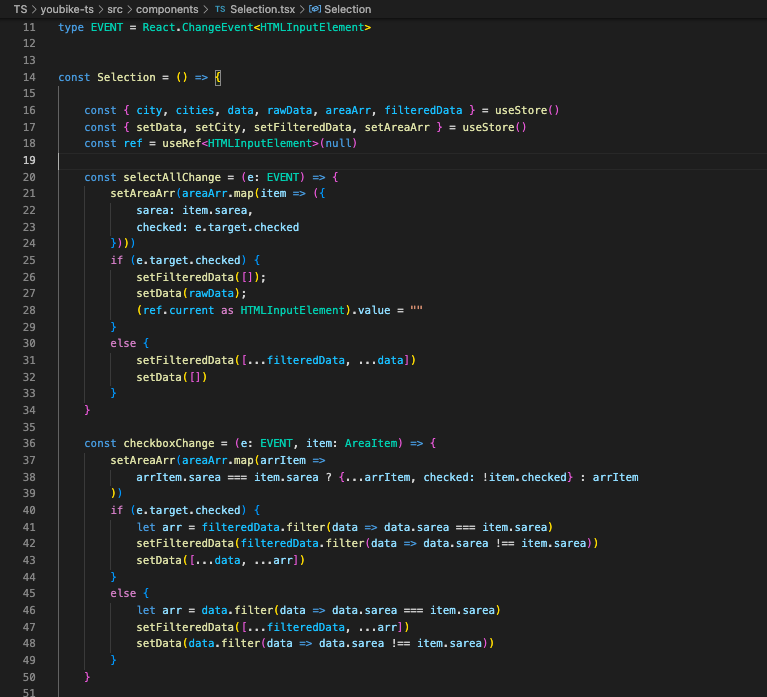 TS > youbike-ts > src > components > TS Selection.tsx > Selection
11 type EVENT = React.ChangeEvent<HTMLInputElement>
12
13
14 const Selection = () => {
15
16 const { city, cities, data, rawData, areaArr, filteredData } = useStore()
17 const { setData, setCity, setFilteredData, setAreaArr } = useStore()
18 const ref = useRef<HTMLInputElement>(null)
19
20 const selectAllChange = (e: EVENT) => {
21 setAreaArr(areaArr.map(item => ({
22 sarea: item.sarea,
23 checked: e.target.checked
24 })))
25 if (e.target.checked) {
26 setFilteredData([]);
27 setData(rawData);
28 (ref.current as HTMLInputElement).value = ""
29 }
30 else {
31 setFilteredData([...filteredData, ...data])
32 setData([])
33 }
34 }
35
36 const checkboxChange = (e: EVENT, item: AreaItem) => {
37 setAreaArr(areaArr.map(arrItem =>
38 arrItem.sarea === item.sarea ? {...arrItem, checked: !item.checked} : arrItem
39 ))
40 if (e.target.checked) {
41 let arr = filteredData.filter(data => data.sarea === item.sarea)
42 setFilteredData(filteredData.filter(data => data.sarea !== item.sarea))
43 setData([...data, ...arr])
44 }
45 else {
46 let arr = data.filter(data => data.sarea === item.sarea)
47 setFilteredData([...filteredData, ...arr])
48 setData(data.filter(data => data.sarea !== item.sarea))
49 }
50 }
51